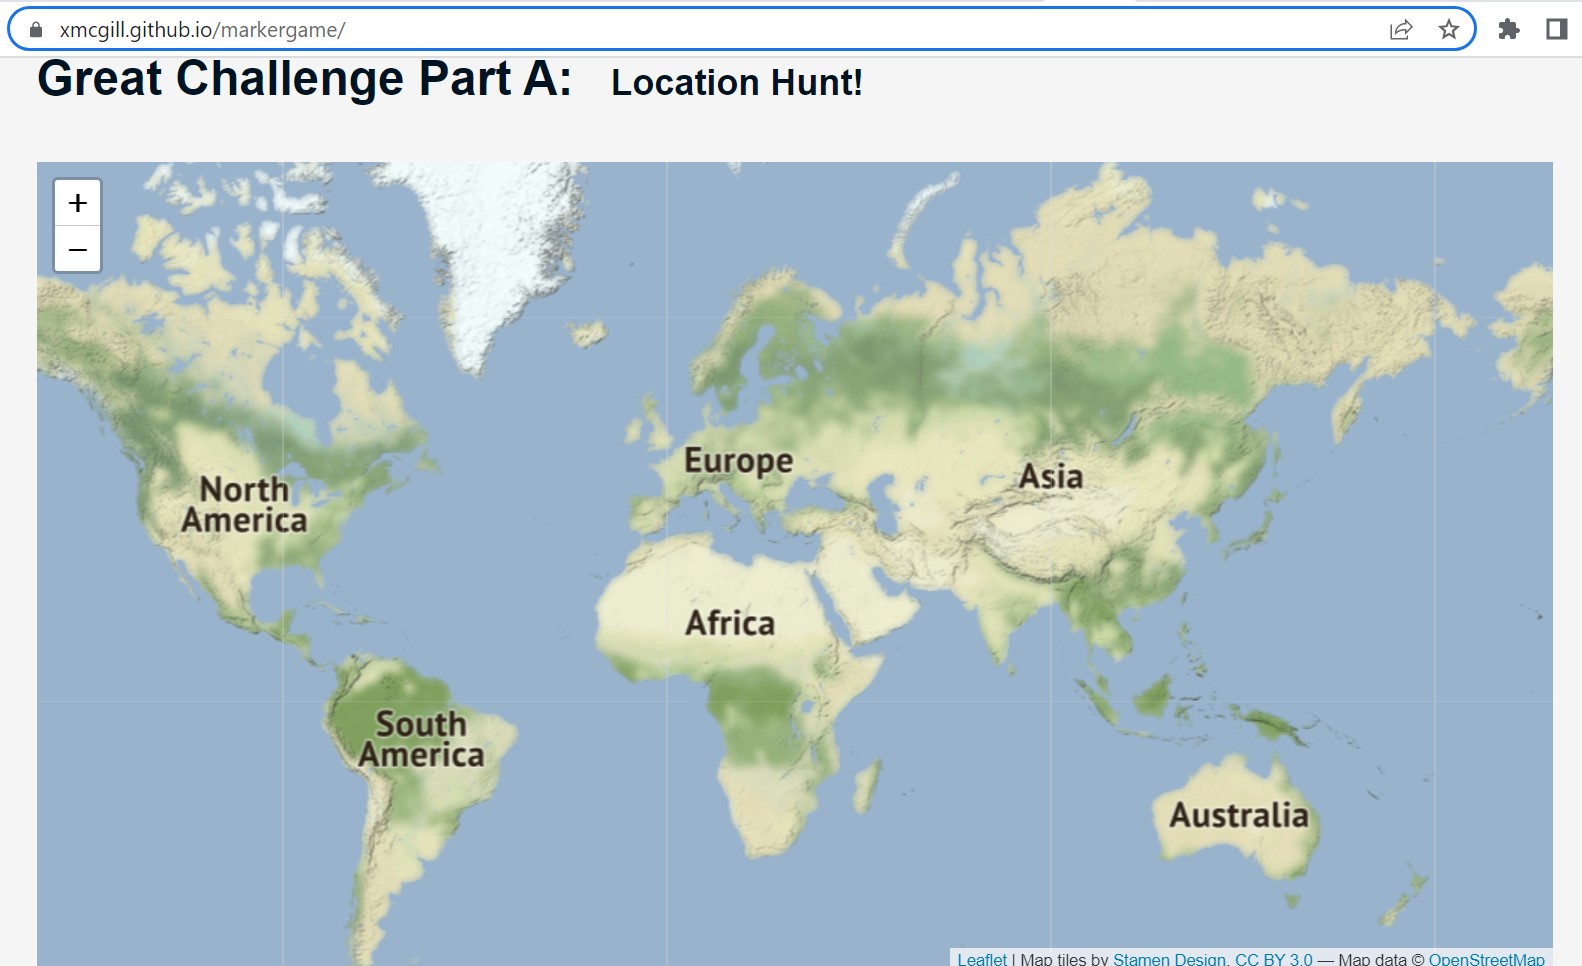 xmcgill.github.io/markergame/
Great Challenge Part A: Location Hunt!
+
−
North
America
Europe
Asia
Africa
South
America
Australia
Leaflet | Map tiles by Stamen Design, CC BY 3.0 — Map data © OpenStreetMap